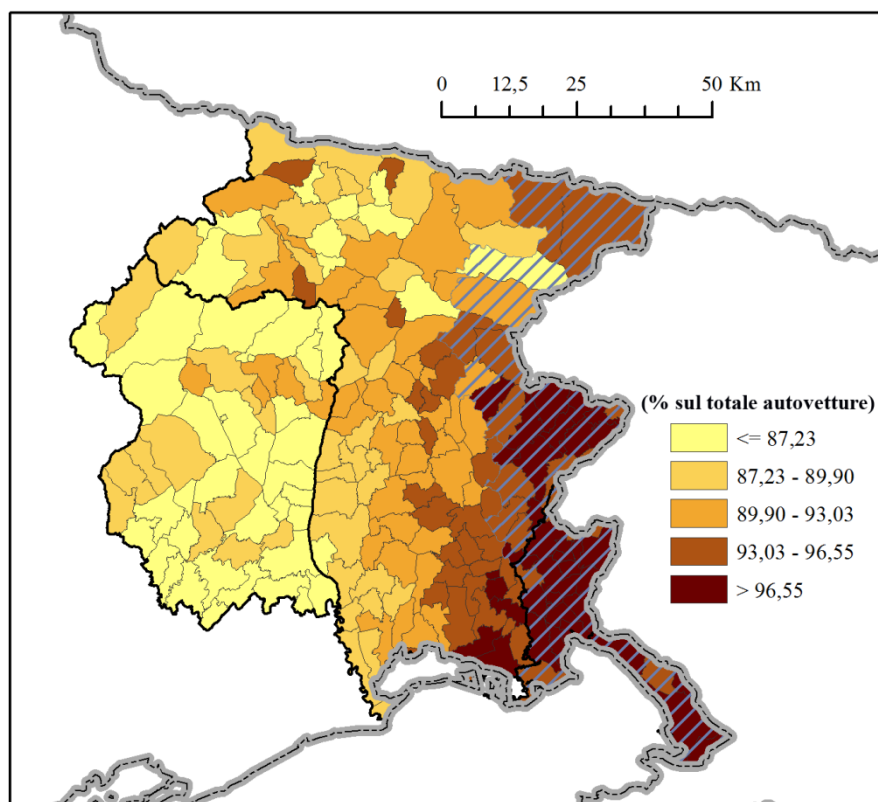 0 12,5 25 50 Km
(% sul totale autovetture)
<= 87,23
87,23 - 89,90
89,90 - 93,03
93,03 - 96,55
> 96,55